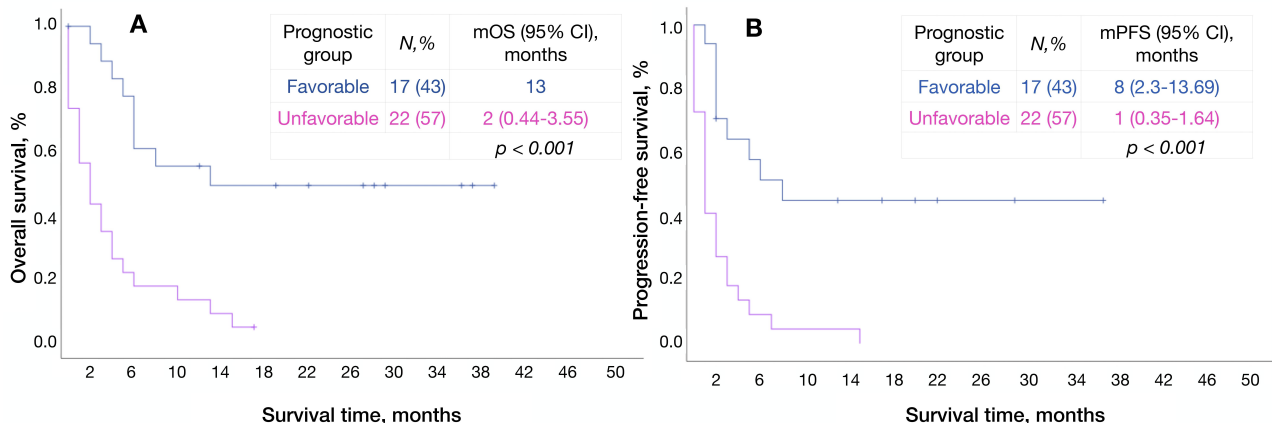 A
Prognostic group N,% mOS (95% CI), months
Favorable 17 (43) 13
Unfavorable 22 (57) 2 (0.44-3.55)
p < 0.001
Overall survival, %
1.0
0.8
0.6
0.4
0.2
0.0
2 6 10 14 18 22 26 30 34 38 42 46 50
Survival time, months
B
Prognostic group N,% mPFS (95% CI), months
Favorable 17 (43) 8 (2.3-13.69)
Unfavorable 22 (57) 1 (0.35-1.64)
p < 0.001
Progression-free survival, %
1.0
0.8
0.6
0.4
0.2
0.0
2 6 10 14 18 22 26 30 34 38 42 46 50
Survival time, months